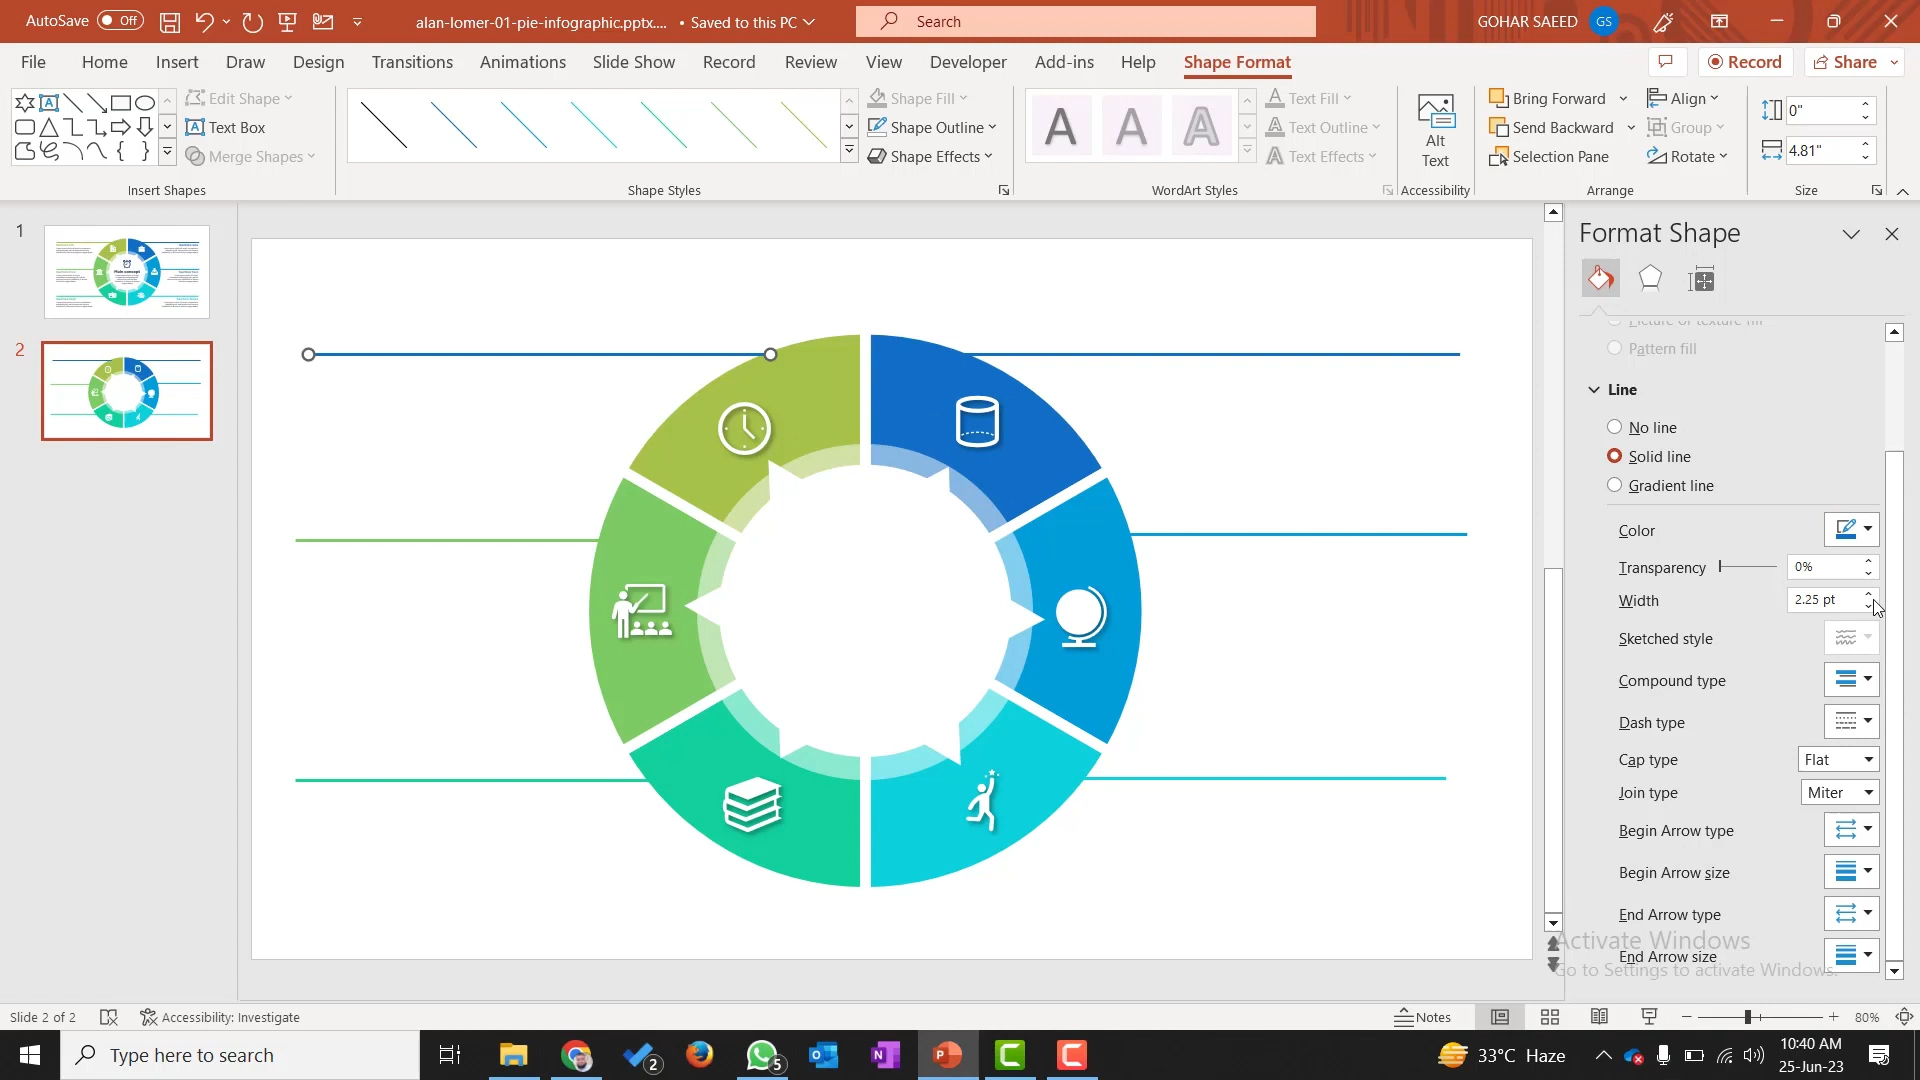 AutoSave Off alan-lomer-01-pie-infographic.pptx.... • Saved to this PC Search GOHAR SAEED GS
File Home Insert Draw Design Transitions Animations Slide Show Record Review View Developer Add-ins Help Shape Format Record Share
Edit Shape
Text Box
Merge Shapes
Insert Shapes
Shape Fill
Shape Outline
Shape Effects
Shape Styles
A A A
Text Fill
Text Outline
Text Effects
WordArt Styles
Alt
Text
Accessibility
Bring Forward
Send Backward
Selection Pane
Align
Group
Rotate
Arrange
0"
4.81"
Size
1
Main concept
2
Format Shape
Pattern fill
Line
No line
Solid line
Gradient line
Color
Transparency 0%
Width 2.25 pt
Sketched style
Compound type
Dash type
Cap type Flat
Join type Miter
Begin Arrow type
Begin Arrow size
End Arrow type
End Arrow size
Activate Windows
Go to Settings to activate Windows.
Slide 2 of 2 Accessibility: Investigate Notes 80%
Type here to search 2 5 33°C Haze 10:40 AM
25-Jun-23